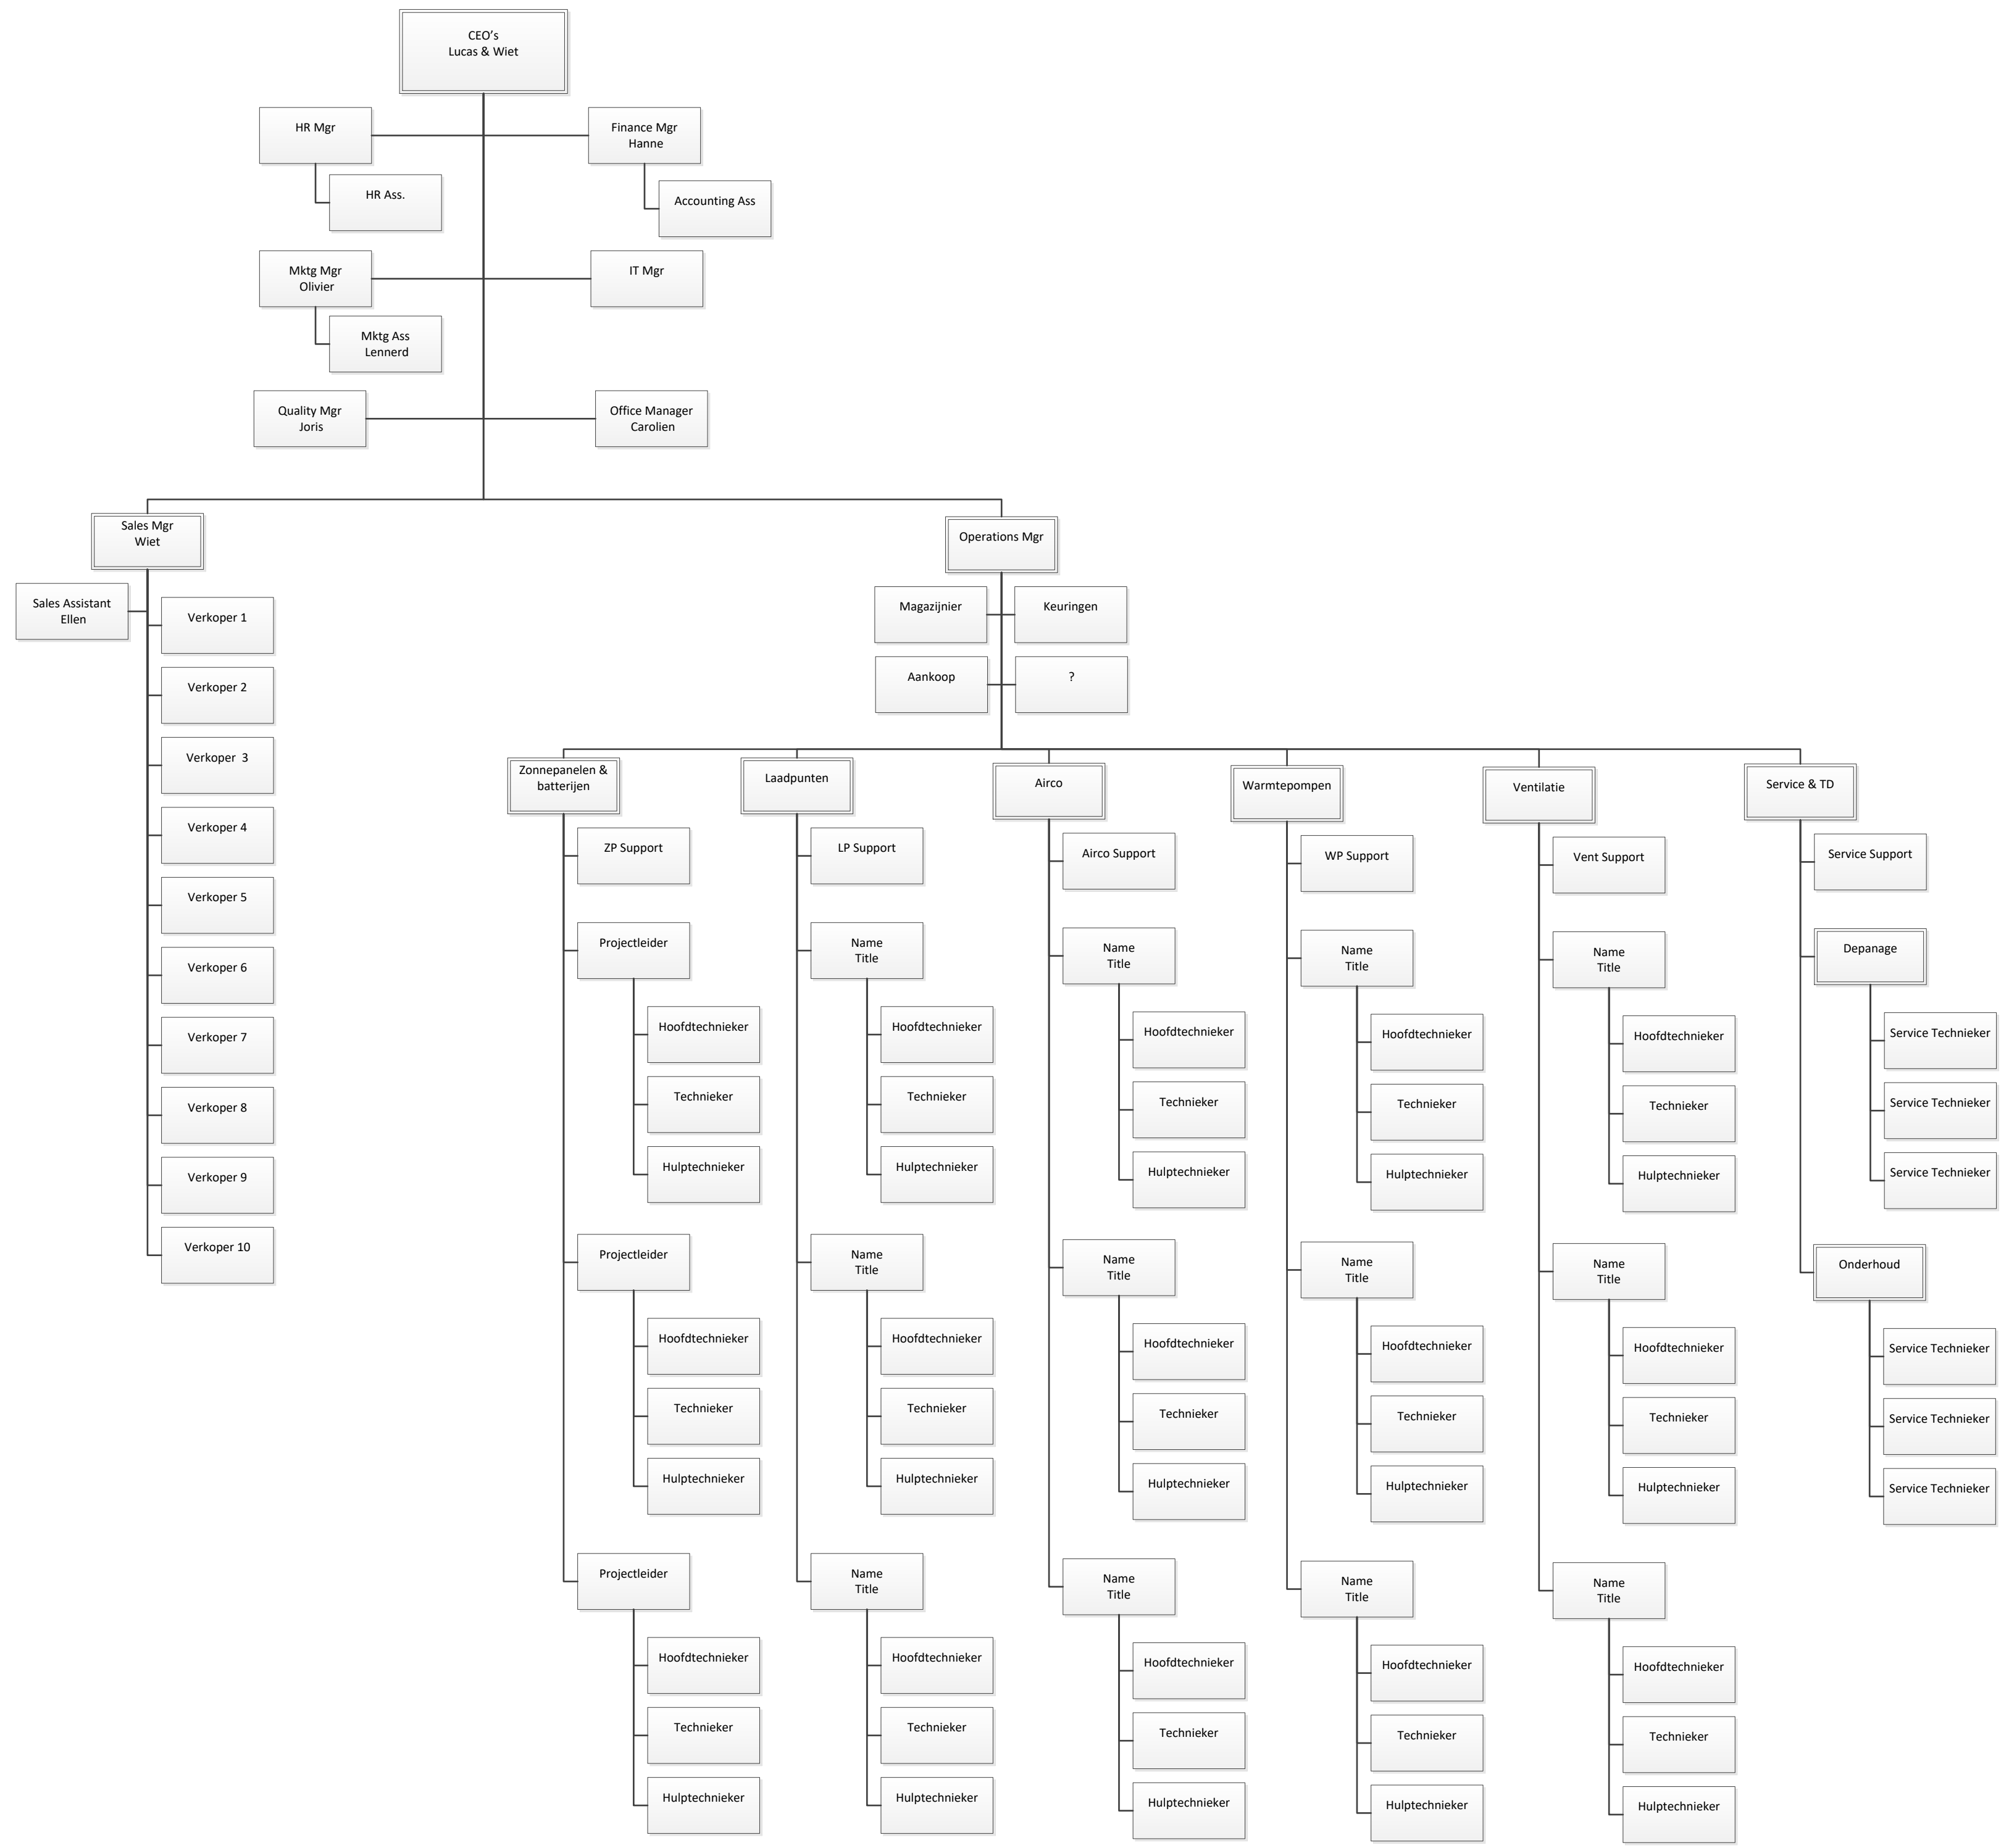 CEO's
Lucas & Wiet
HR Mgr
Finance Mgr
Hanne
HR Ass.
Accounting Ass
Mktg Mgr
Olivier
IT Mgr
Mktg Ass
Lennerd
Quality Mgr
Joris
Office Manager
Carolien
Sales Mgr
Wiet
Sales Assistant
Ellen
Verkoper 1
Verkoper 2
Verkoper  3
Verkoper 4
Verkoper 5
Verkoper 6
Verkoper 7
Verkoper 8
Verkoper 9
Verkoper 10
Operations Mgr
Magazijnier
Keuringen
Aankoop
?
Zonnepanelen &
batterijen
ZP Support
Projectleider
Hoofdtechnieker
Technieker
Hulptechnieker
Projectleider
Hoofdtechnieker
Technieker
Hulptechnieker
Projectleider
Hoofdtechnieker
Technieker
Hulptechnieker
Laadpunten
LP Support
Name
Title
Hoofdtechnieker
Technieker
Hulptechnieker
Name
Title
Hoofdtechnieker
Technieker
Hulptechnieker
Name
Title
Hoofdtechnieker
Technieker
Hulptechnieker
Airco
Airco Support
Name
Title
Hoofdtechnieker
Technieker
Hulptechnieker
Name
Title
Hoofdtechnieker
Technieker
Hulptechnieker
Name
Title
Hoofdtechnieker
Technieker
Hulptechnieker
Warmtepompen
WP Support
Name
Title
Hoofdtechnieker
Technieker
Hulptechnieker
Name
Title
Hoofdtechnieker
Technieker
Hulptechnieker
Name
Title
Hoofdtechnieker
Technieker
Hulptechnieker
Ventilatie
Vent Support
Name
Title
Hoofdtechnieker
Technieker
Hulptechnieker
Name
Title
Hoofdtechnieker
Technieker
Hulptechnieker
Name
Title
Hoofdtechnieker
Technieker
Hulptechnieker
Service & TD
Service Support
Depanage
Service Technieker
Service Technieker
Service Technieker
Onderhoud
Service Technieker
Service Technieker
Service Technieker